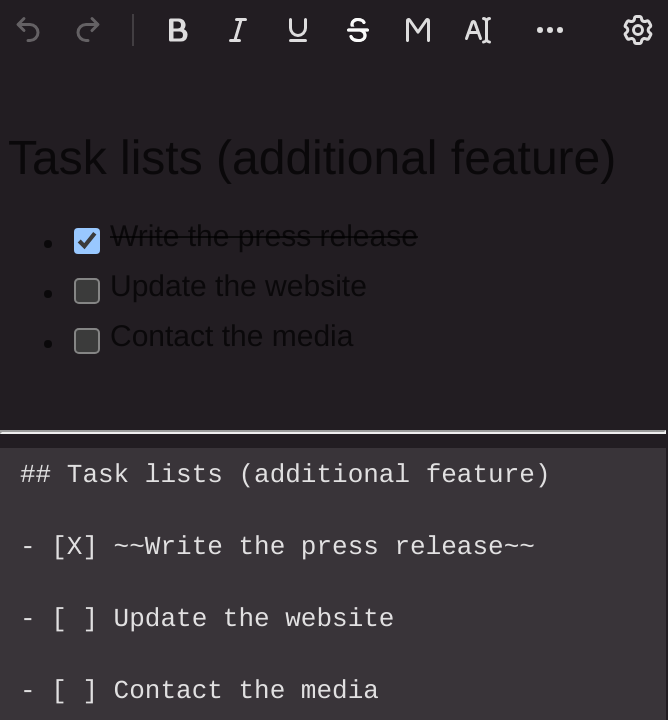 B I U S M A
Task lists (additional feature)
Write the press release
Update the website
Contact the media
## Task lists (additional feature)
- [X] ~~Write the press release~~
- [ ] Update the website
- [ ] Contact the media